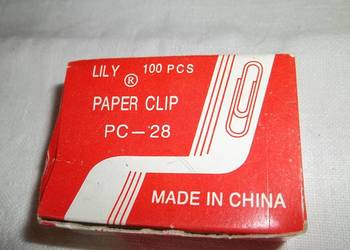 LILY ® 100 PCS
PAPER CLIP
PC-28
MADE IN CHINA